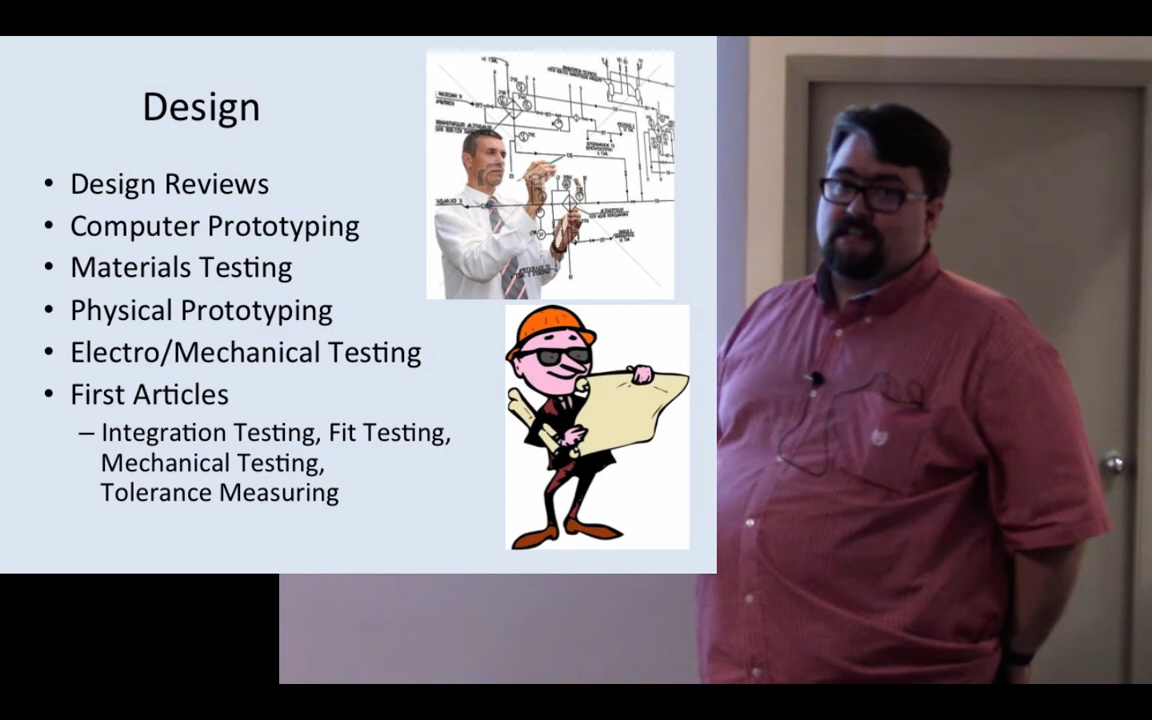 Design
• Design Reviews
• Computer Prototyping
• Materials Testing
• Physical Prototyping
• Electro/Mechanical Testing
• First Articles
– Integration Testing, Fit Testing,
Mechanical Testing,
Tolerance Measuring